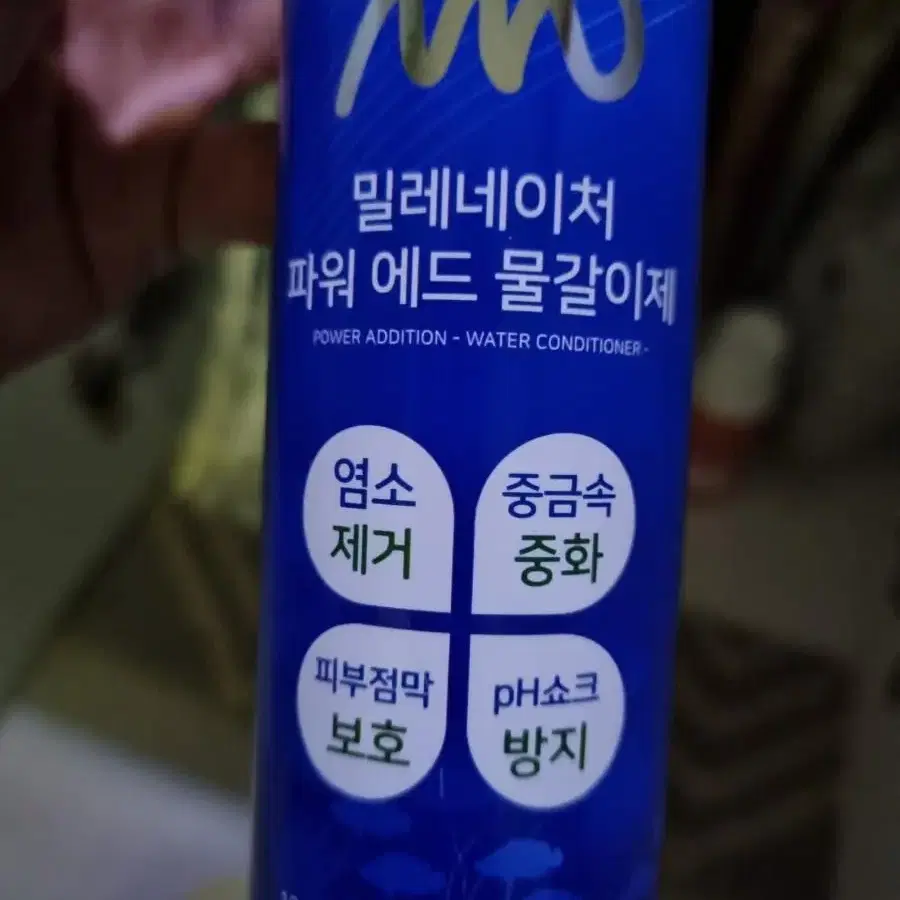 밀레네이처
파워 에드 물갈이제
POWER ADDITION - WATER CONDITIONER -
염소
제거
중금속
중화
피부점막
보호
pH쇼크
방지